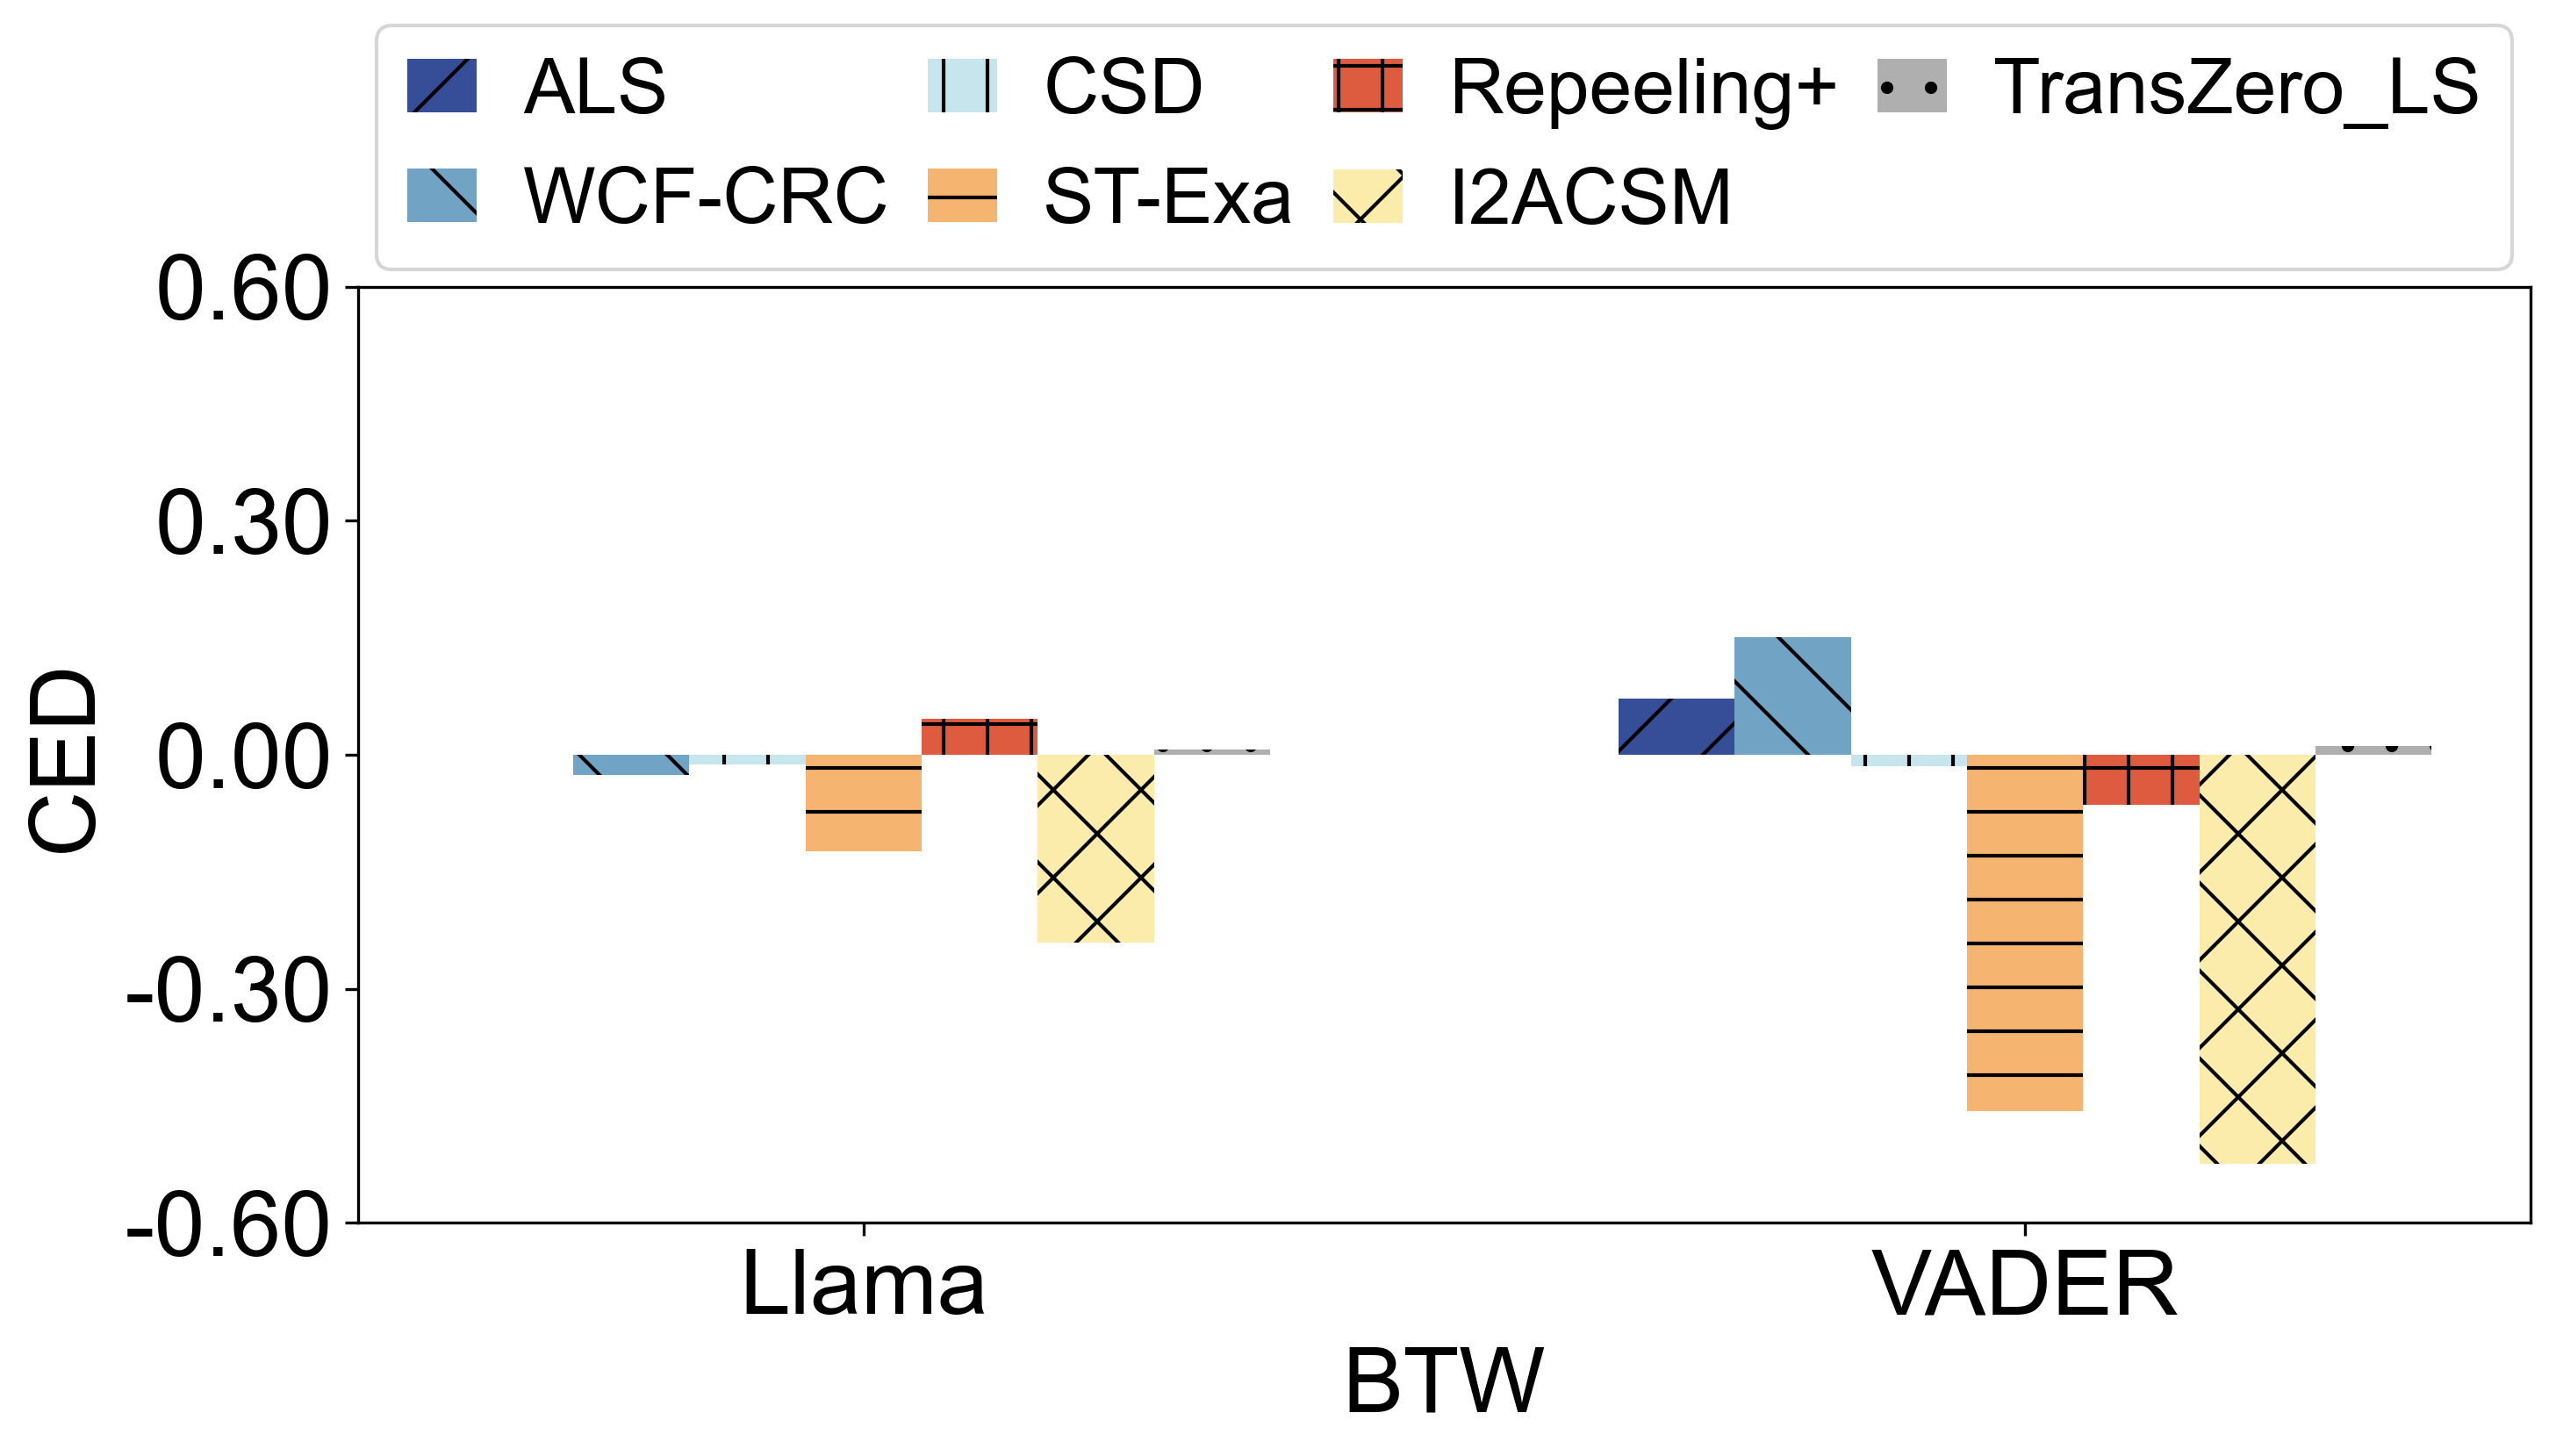 ALS CSD Repeeling+ TransZero_LS
WCF-CRC ST-Exa I2ACSM
0.60
0.30
0.00
-0.30
-0.60
CED
Llama VADER
BTW